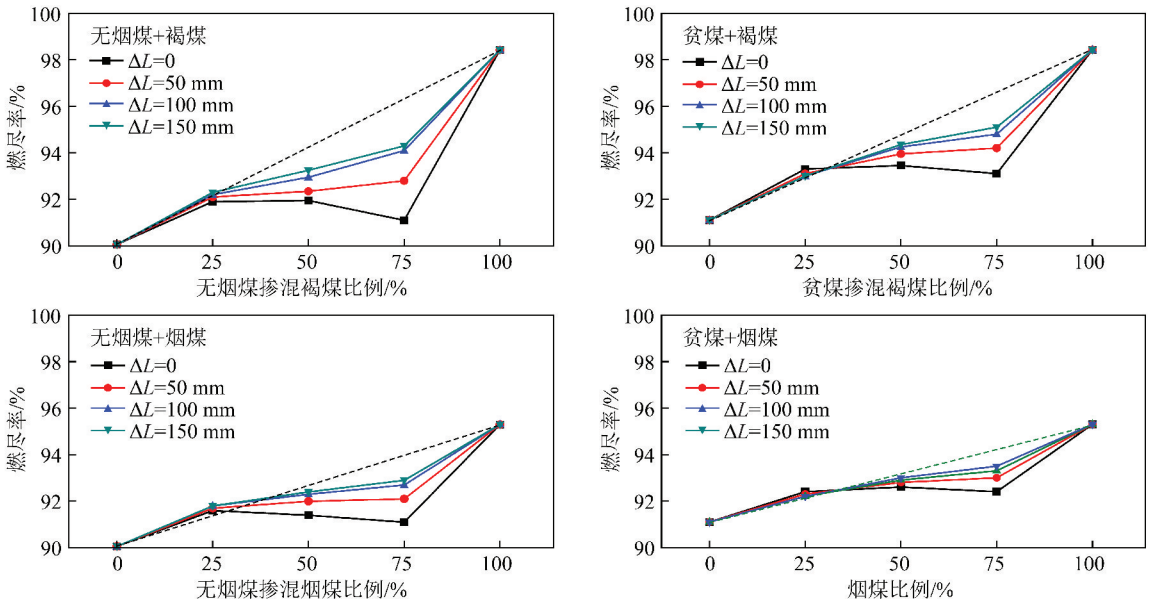 100
98
96
94
92
90
燃尽率/%
无烟煤+褐煤
ΔL=0
ΔL=50 mm
ΔL=100 mm
ΔL=150 mm
0 25 50 75 100
无烟煤掺混褐煤比例/%
100
98
96
94
92
90
燃尽率/%
贫煤+褐煤
ΔL=0
ΔL=50 mm
ΔL=100 mm
ΔL=150 mm
0 25 50 75 100
贫煤掺混褐煤比例/%
100
98
96
94
92
90
燃尽率/%
无烟煤+烟煤
ΔL=0
ΔL=50 mm
ΔL=100 mm
ΔL=150 mm
0 25 50 75 100
无烟煤掺混烟煤比例/%
100
98
96
94
92
90
燃尽率/%
贫煤+烟煤
ΔL=0
ΔL=50 mm
ΔL=100 mm
ΔL=150 mm
0 25 50 75 100
烟煤比例/%